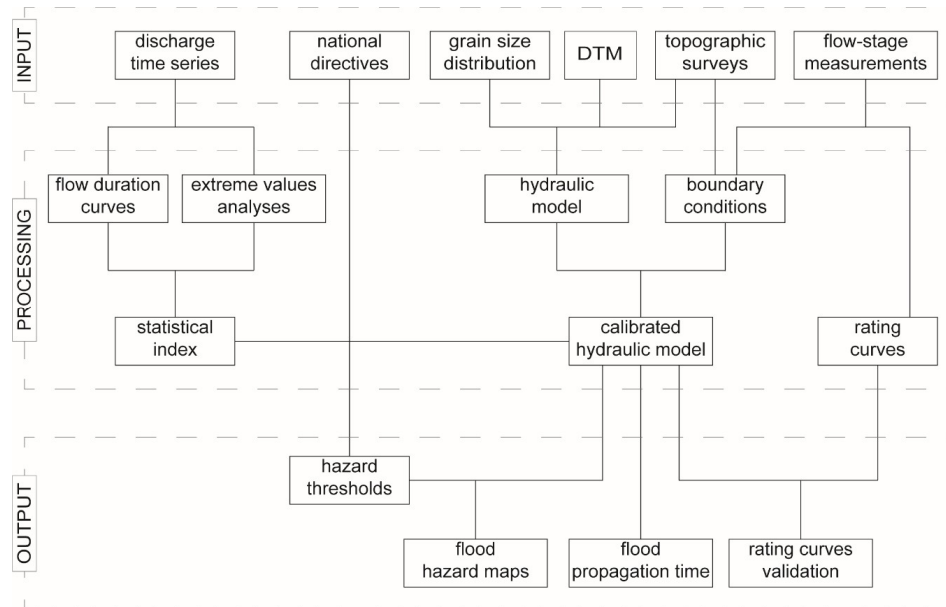 INPUT
discharge
time series
national
directives
grain size
distribution
DTM
topographic
surveys
flow-stage
measurements
PROCESSING
flow duration
curves
extreme values
analyses
hydraulic
model
boundary
conditions
statistical
index
calibrated
hydraulic model
rating
curves
OUTPUT
hazard
thresholds
flood
hazard maps
flood
propagation time
rating curves
validation